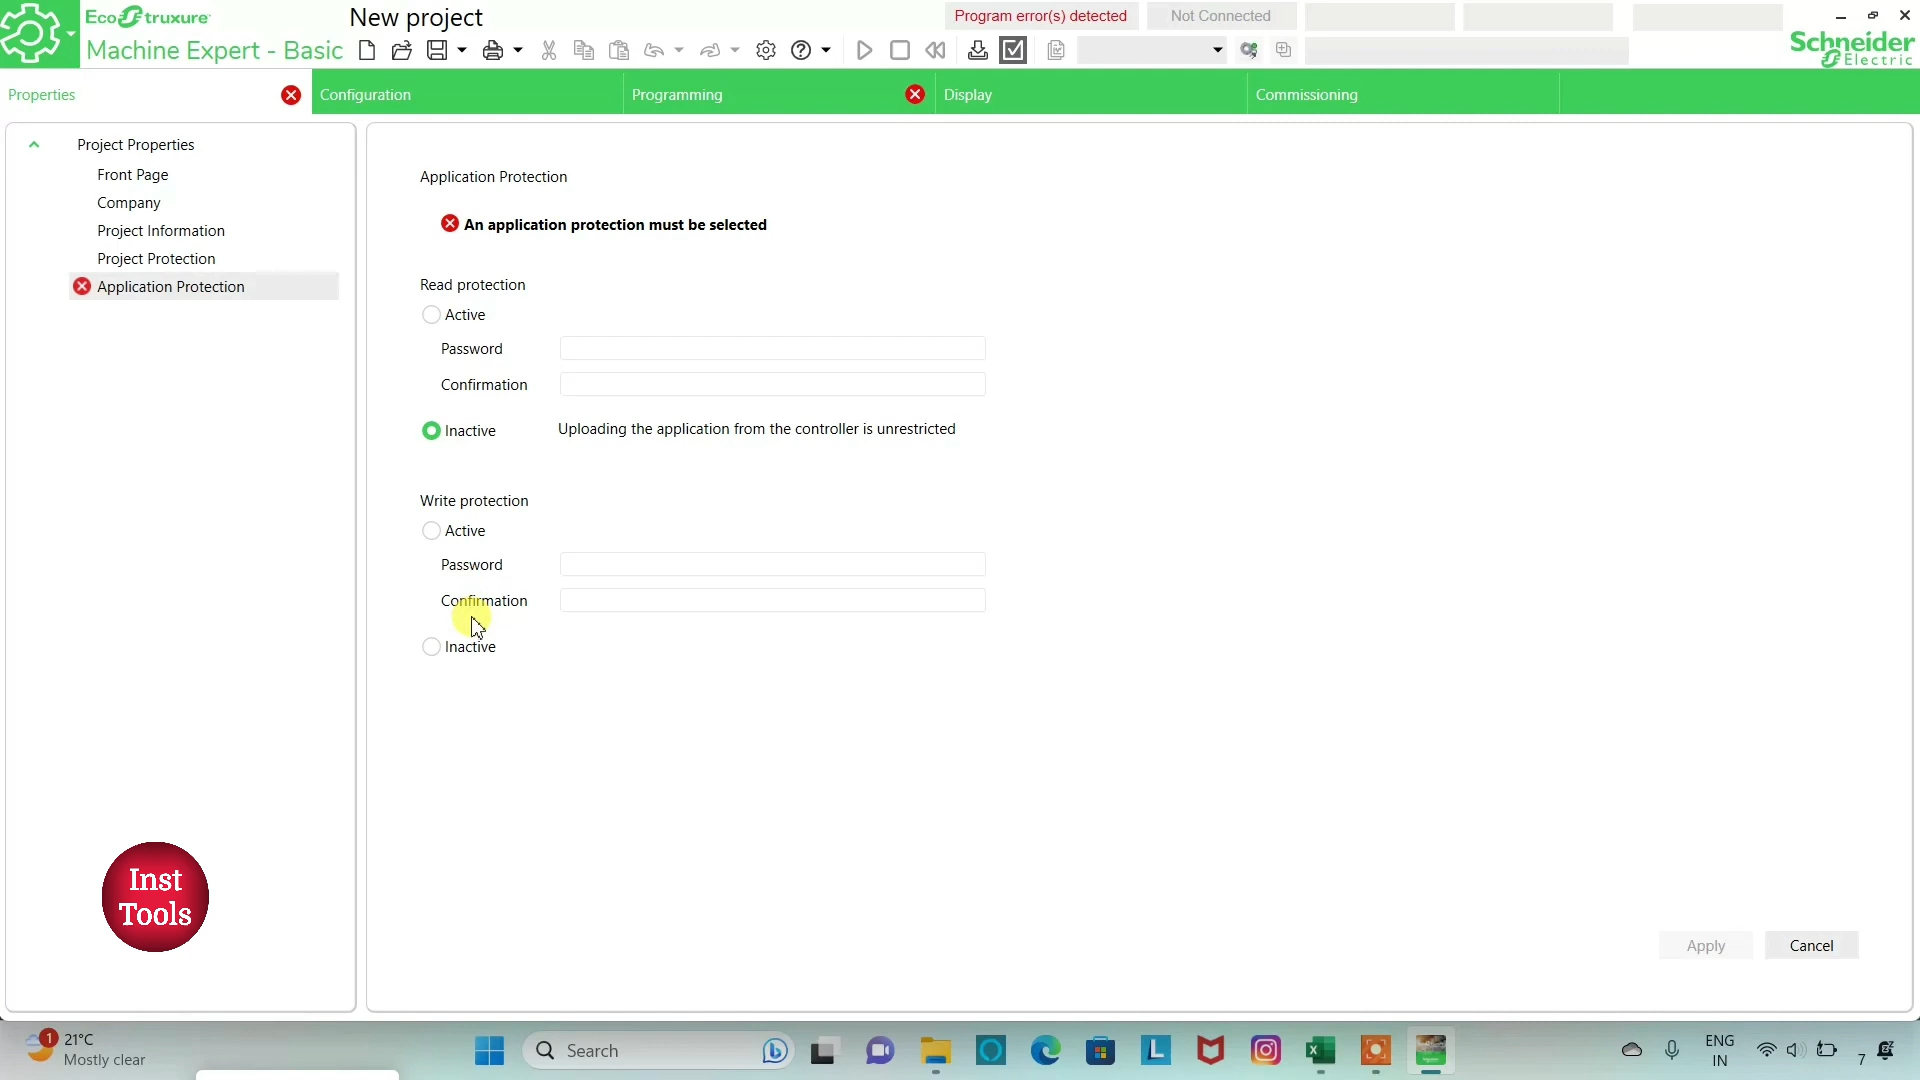 EcoStruxure
Machine Expert - Basic
New project
Program error(s) detected
Not Connected
Schneider
Electric
Properties
Configuration
Programming
Display
Commissioning
Project Properties
Front Page
Company
Project Information
Project Protection
Application Protection
Application Protection
An application protection must be selected
Read protection
Active
Password
Confirmation
Inactive
Uploading the application from the controller is unrestricted
Write protection
Active
Password
Confirmation
Inactive
Inst
Tools
Apply
Cancel
1
21°C
Mostly clear
Search
ENG
IN
7